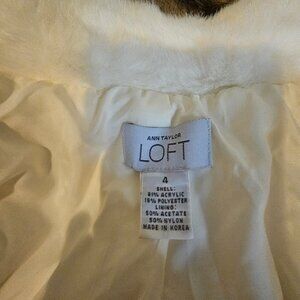 ANN TAYLOR
LOFT
4
SHELL:
81% ACRYLIC
19% POLYESTER
LINING:
50% ACETATE
50% NYLON
MADE IN KOREA